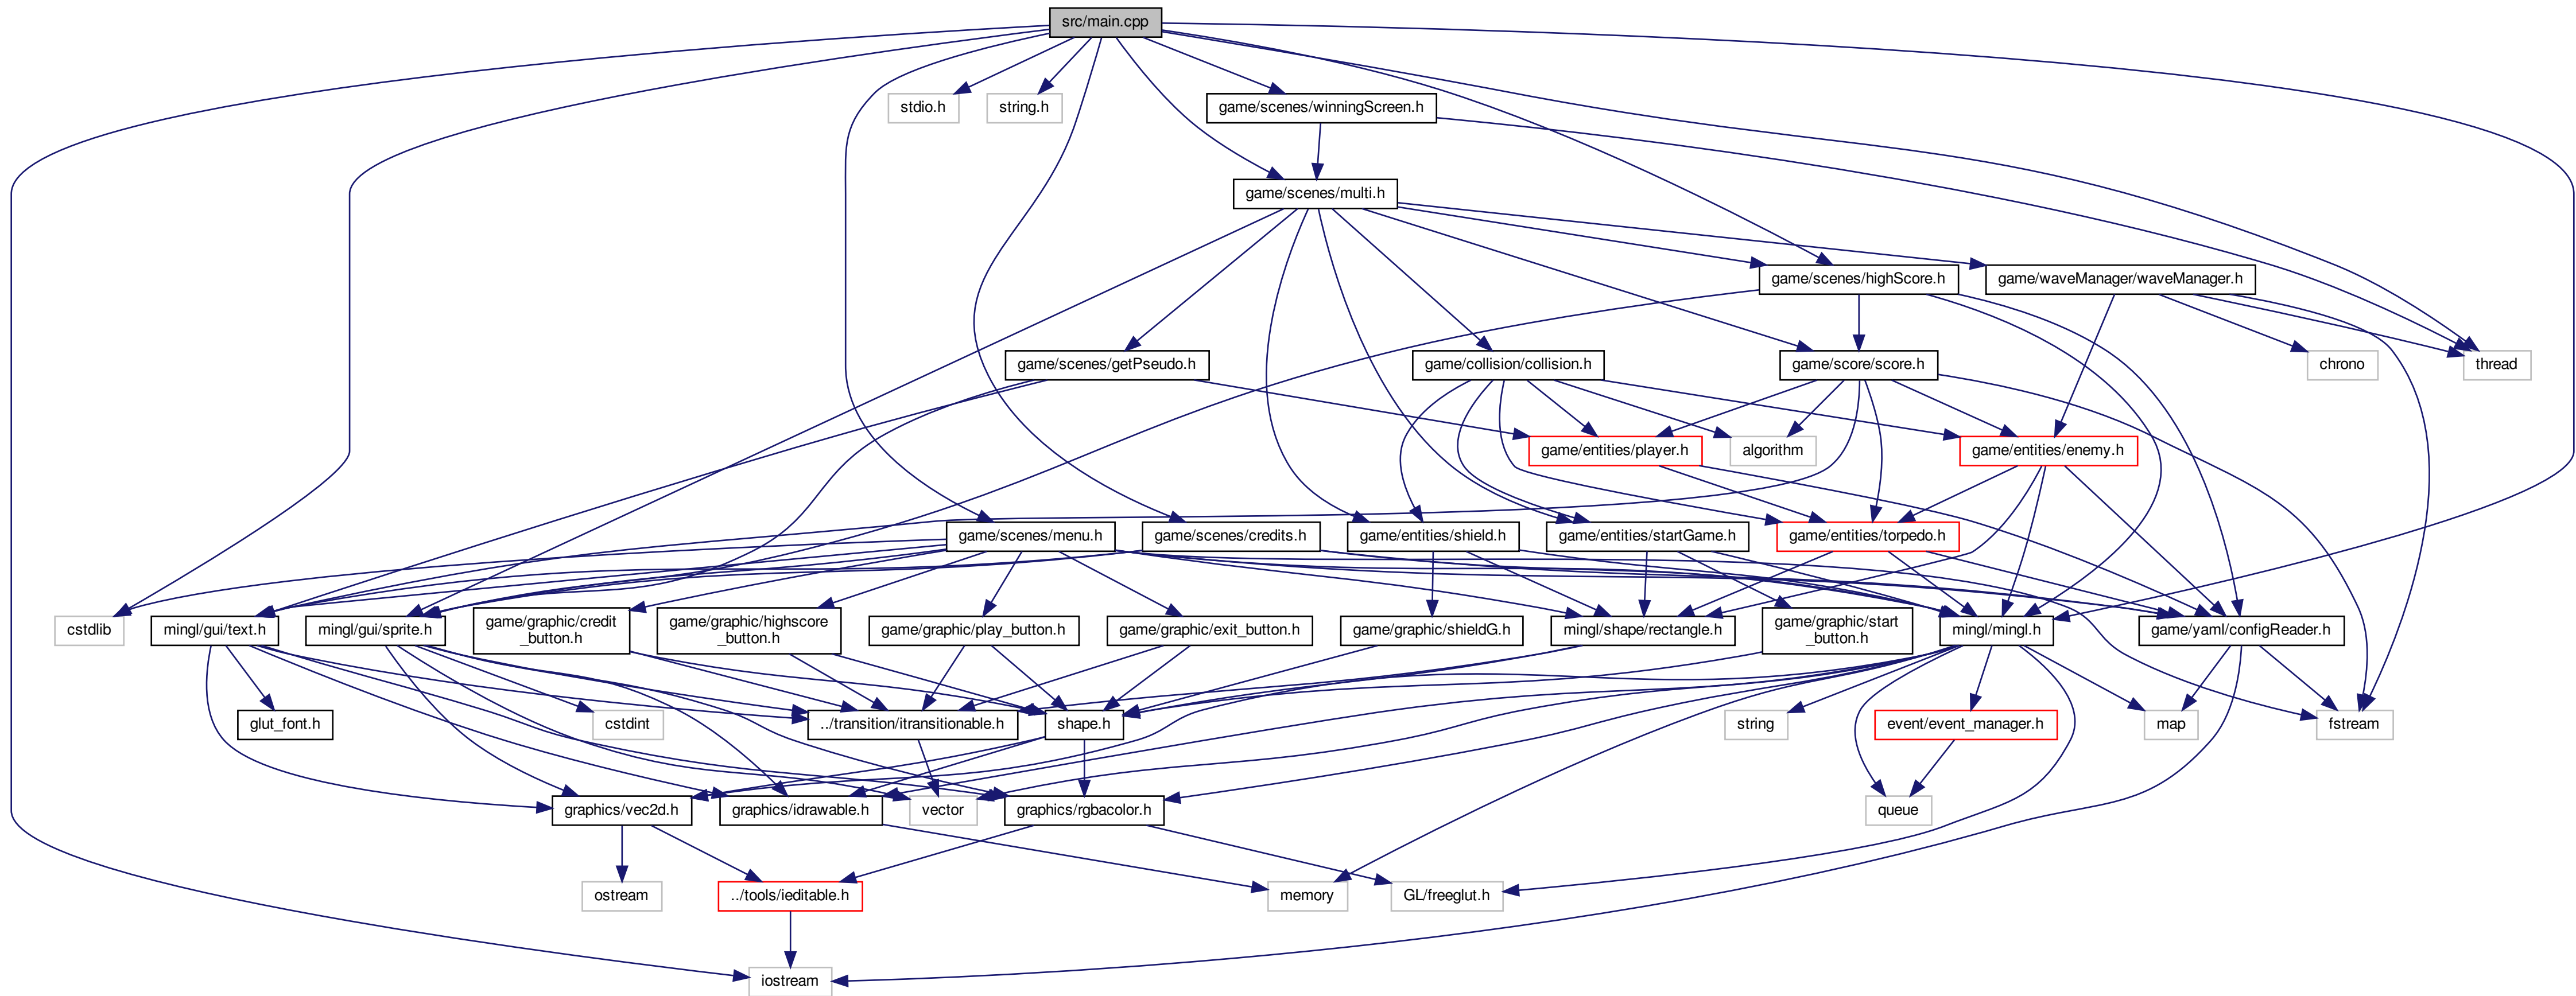 src/main.cpp
stdio.h
string.h
game/scenes/winningScreen.h
game/scenes/multi.h
game/scenes/highScore.h
game/waveManager/waveManager.h
game/scenes/getPseudo.h
game/collision/collision.h
game/score/score.h
chrono
thread
game/entities/player.h
algorithm
game/entities/enemy.h
game/scenes/menu.h
game/scenes/credits.h
game/entities/shield.h
game/entities/startGame.h
game/entities/torpedo.h
cstdlib
mingl/gui/text.h
mingl/gui/sprite.h
game/graphic/credit
_button.h
game/graphic/highscore
_button.h
game/graphic/play_button.h
game/graphic/exit_button.h
game/graphic/shieldG.h
mingl/shape/rectangle.h
game/graphic/start
_button.h
mingl/mingl.h
game/yaml/configReader.h
glut_font.h
cstdint
../transition/itransitionable.h
shape.h
string
event/event_manager.h
map
fstream
graphics/vec2d.h
graphics/idrawable.h
vector
graphics/rgbacolor.h
queue
ostream
../tools/ieditable.h
memory
GL/freeglut.h
iostream